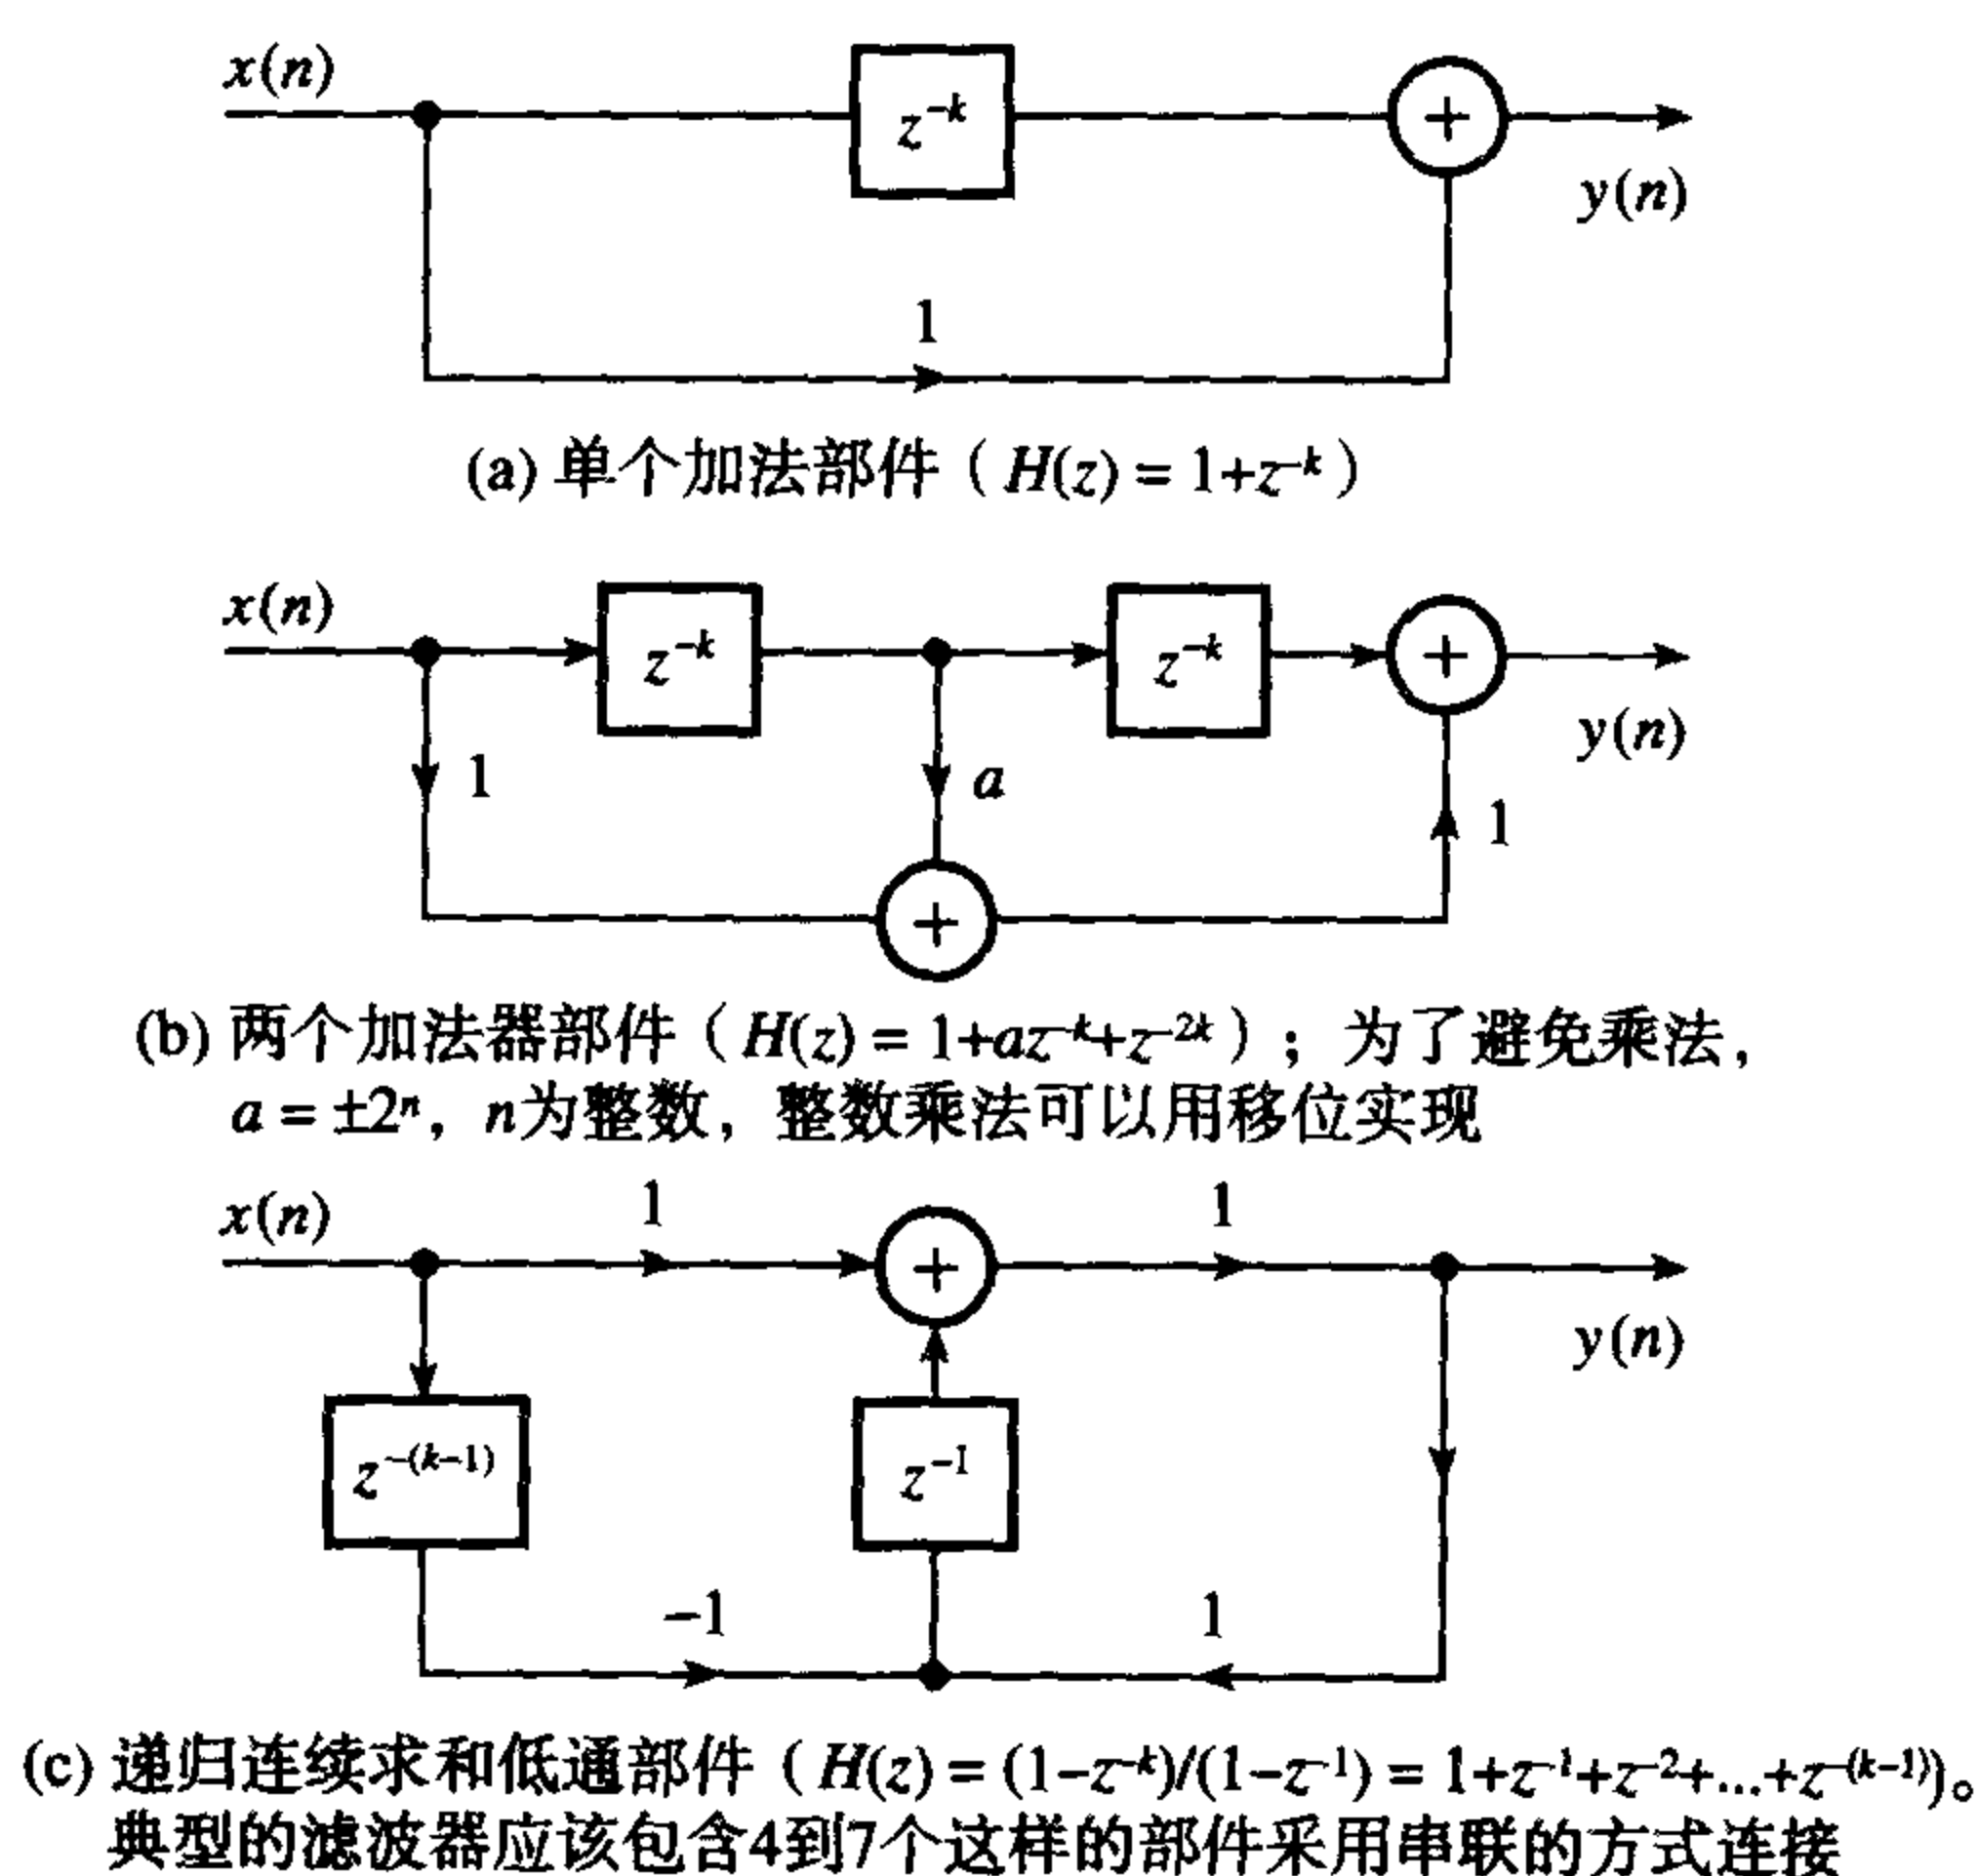 x(n)
z^{-k}
+
y(n)
1
(a) 单个加法部件（H(z) = 1+z^{-k}）
x(n)
z^{-k}
z^{-k}
+
y(n)
1
a
1
+
(b) 两个加法器部件（H(z) = 1+az^{-k}+z^{-2k}）；为了避免乘法，
a = ±2^n，n为整数，整数乘法可以用移位实现
x(n)
1
+
1
y(n)
z^{-(k-1)}
z^{-1}
-1
1
(c) 递归连续求和低通部件（H(z) = (1-z^{-k})/(1-z^{-1}) = 1+z^{-1}+z^{-2}+...+z^{-(k-1)})。
典型的滤波器应该包含4到7个这样的部件采用串联的方式连接